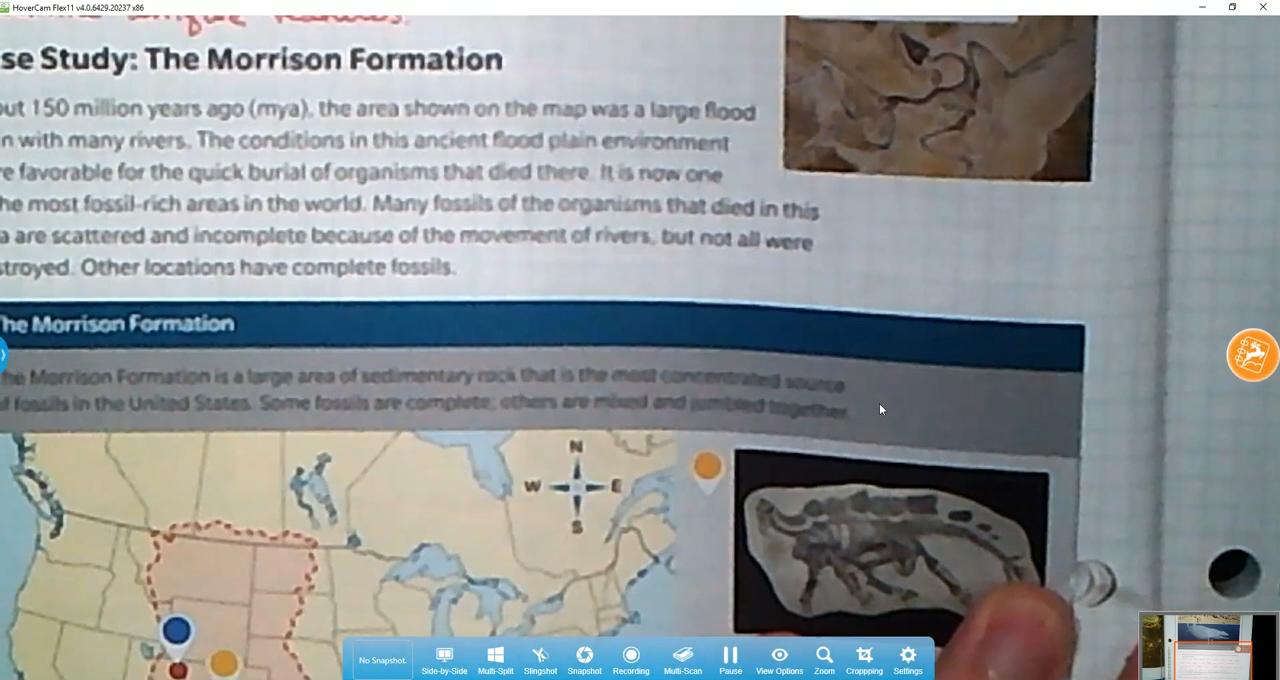 HoverCam Flex11 v4.0.6429.20237 x86
unique features.
se Study: The Morrison Formation
out 150 million years ago (mya), the area shown on the map was a large flood
n with many rivers. The conditions in this ancient flood plain environment
re favorable for the quick burial of organisms that died there. It is now one
he most fossil-rich areas in the world. Many fossils of the organisms that died in this
a are scattered and incomplete because of the movement of rivers, but not all were
stroyed. Other locations have complete fossils.
he Morrison Formation
he Morrison Formation is a large area of sedimentary rock that is the most concentrated source
of fossils in the United States. Some fossils are complete; others are mixed and jumbled together.
N
W E
S
No Snapshot.
Side-by-Side Multi-Split Slingshot Snapshot Recording Multi-Scan Pause View Options Zoom Croppping Settings